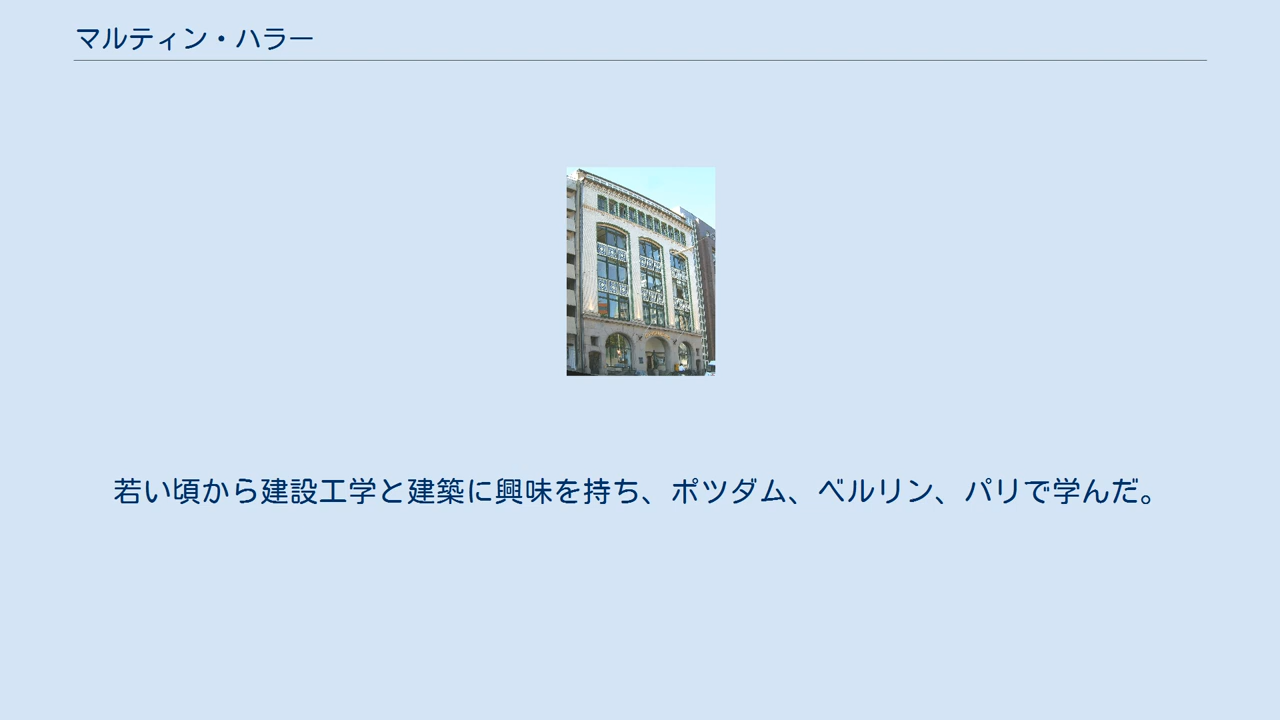 マルティン・ハラー
若い頃から建設工学と建築に興味を持ち、ポツダム、ベルリン、パリで学んだ。